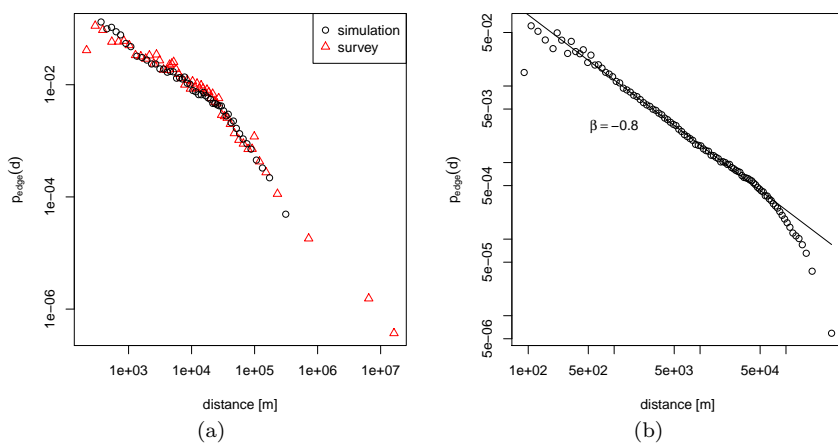 simulation
survey
p_edge(d)
1e-02
1e-04
1e-06
1e+03
1e+04
1e+05
1e+06
1e+07
distance [m]
(a)
p_edge(d)
5e-02
5e-03
5e-04
5e-05
5e-06
β=-0.8
1e+02
5e+02
5e+03
5e+04
distance [m]
(b)